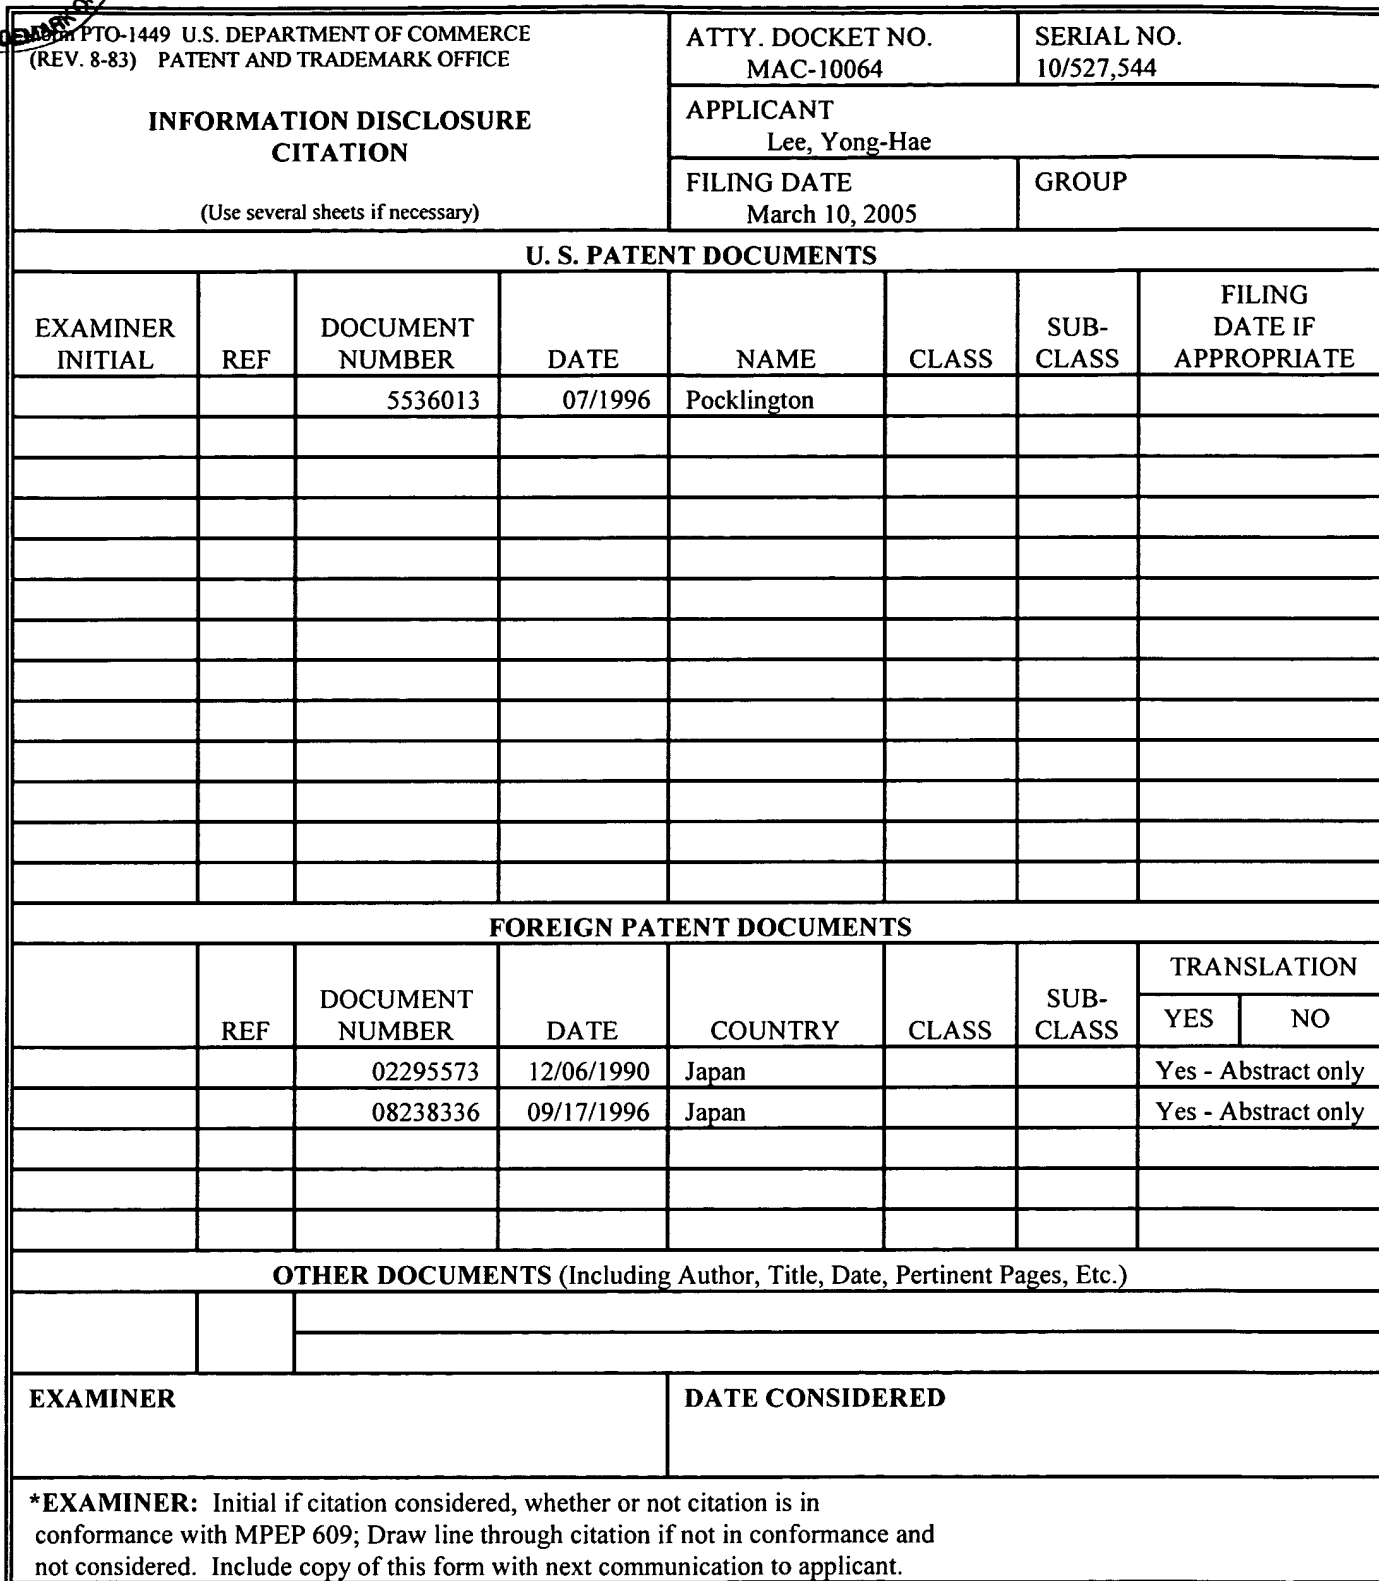 PTO-1449 U.S. DEPARTMENT OF COMMERCE
(REV. 8-83) PATENT AND TRADEMARK OFFICE
INFORMATION DISCLOSURE
CITATION
(Use several sheets if necessary)
ATTY. DOCKET NO.
MAC-10064
SERIAL NO.
10/527,544
APPLICANT
Lee, Yong-Hae
FILING DATE
March 10, 2005
GROUP
U. S. PATENT DOCUMENTS
EXAMINER
INITIAL
REF
DOCUMENT
NUMBER
DATE
NAME
CLASS
SUB-
CLASS
FILING
DATE IF
APPROPRIATE
5536013 07/1996 Pocklington
FOREIGN PATENT DOCUMENTS
REF
DOCUMENT
NUMBER
DATE
COUNTRY
CLASS
SUB-
CLASS
TRANSLATION
YES NO
02295573 12/06/1990 Japan Yes - Abstract only
08238336 09/17/1996 Japan Yes - Abstract only
OTHER DOCUMENTS (Including Author, Title, Date, Pertinent Pages, Etc.)
EXAMINER
DATE CONSIDERED
*EXAMINER: Initial if citation considered, whether or not citation is in
conformance with MPEP 609; Draw line through citation if not in conformance and
not considered. Include copy of this form with next communication to applicant.